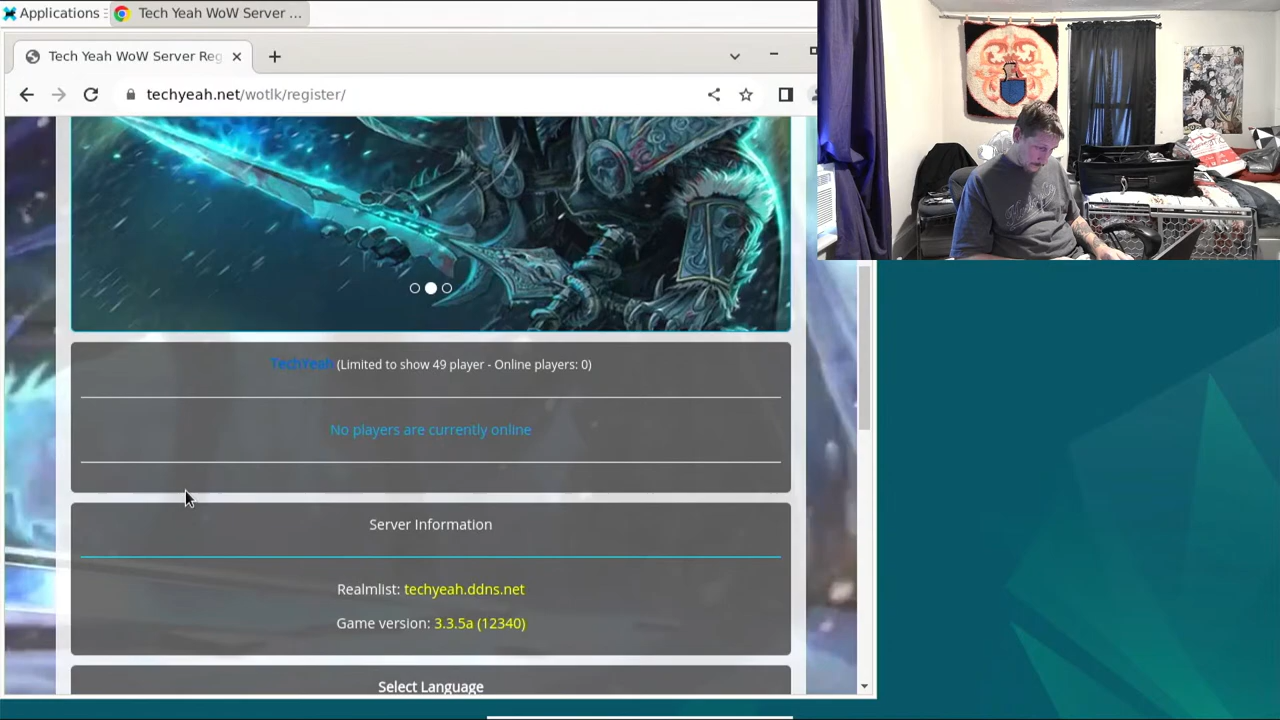 Applications
Tech Yeah WoW Server ...
Tech Yeah WoW Server Reg
techyeah.net/wotlk/register/
TechYeah (Limited to show 49 player - Online players: 0)
No players are currently online
Server Information
Realmlist: techyeah.ddns.net
Game version: 3.3.5a (12340)
Select Language